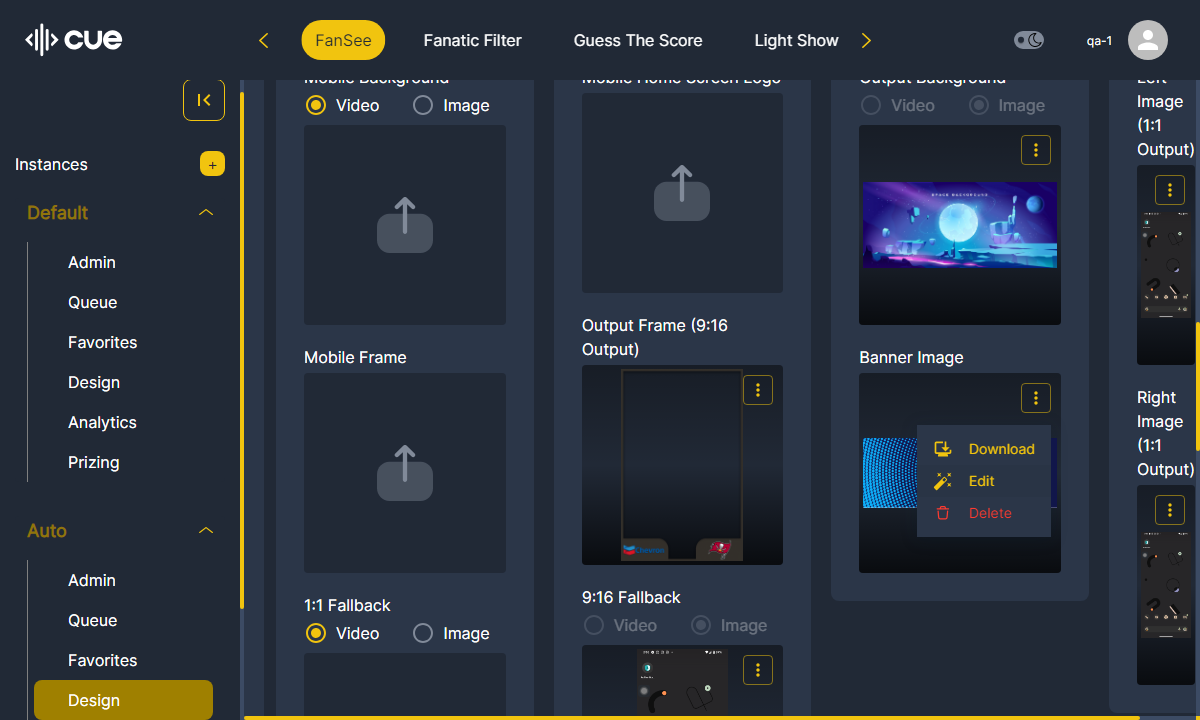 CUE
FanSee
Fanatic Filter
Guess The Score
Light Show
qa-1
Instances
+
Default
Admin
Queue
Favorites
Design
Analytics
Prizing
Auto
Admin
Queue
Favorites
Design
Mobile Background
Video
Image
Mobile Frame
1:1 Fallback
Video
Image
Mobile Home Screen Logo
Output Frame (9:16
Output)
9:16 Fallback
Video
Image
Output Background
Video
Image
Banner Image
Download
Edit
Delete
Left
Image
(1:1
Output)
Right
Image
(1:1
Output)